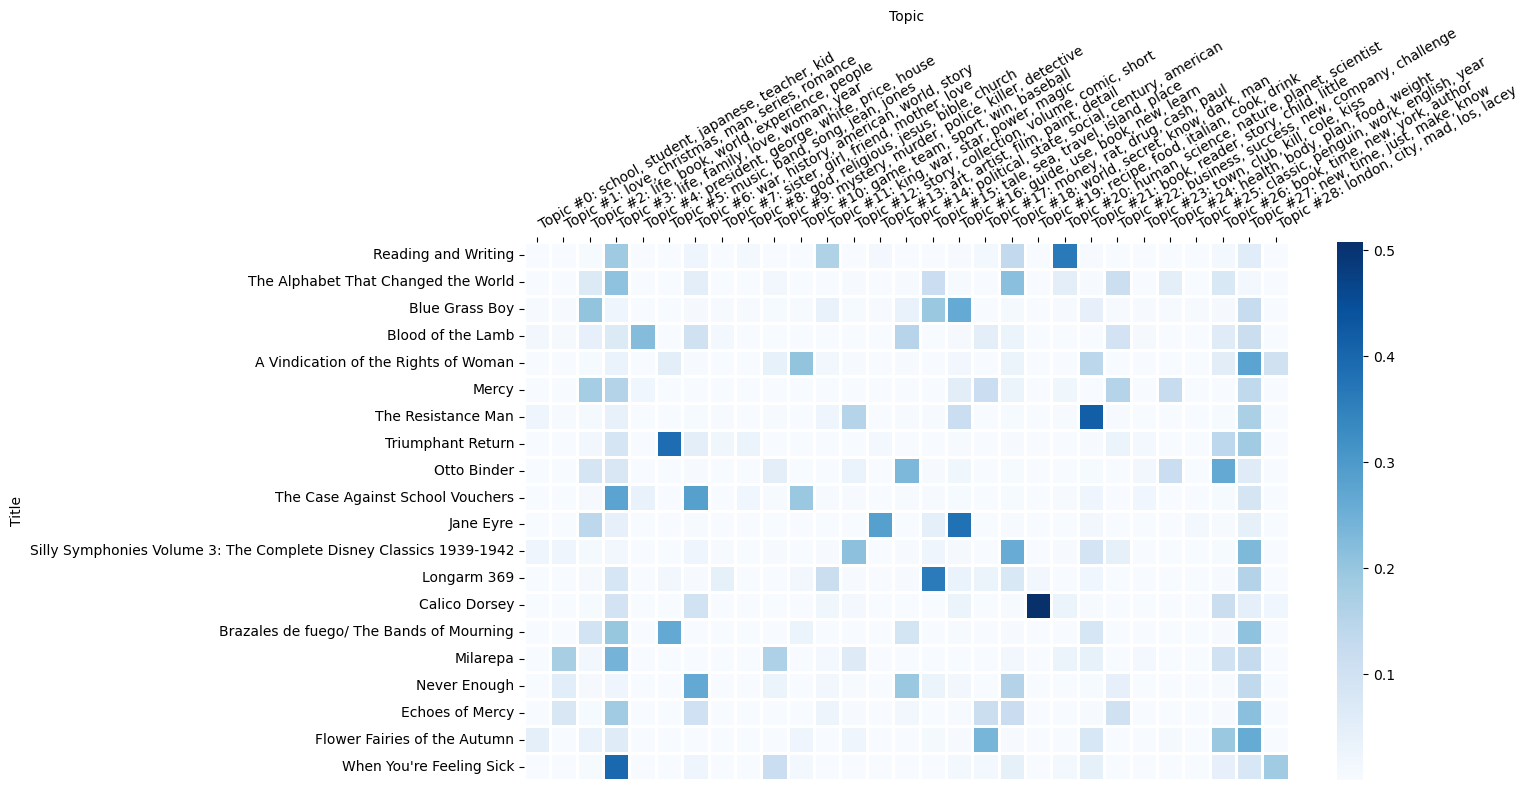 Topic
Topic #0: school, student, japanese, teacher, kid
Topic #1: love, christmas, man, series, romance
Topic #2: life, book, world, experience, people
Topic #3: life, family, love, woman, year
Topic #4: president, george, white, price, house
Topic #5: music, band, song, jean, jones
Topic #6: war, history, american, world, story
Topic #7: sister, girl, friend, mother, love
Topic #8: god, religious, jesus, bible, church
Topic #9: mystery, murder, police, killer, detective
Topic #10: game, team, sport, win, baseball
Topic #11: king, war, star, power, magic
Topic #12: story, collection, volume, comic, short
Topic #13: art, artist, film, paint, detail
Topic #14: political, state, social, century, american
Topic #15: tale, sea, travel, island, place
Topic #16: guide, use, book, new, learn
Topic #17: money, rat, drug, cash, paul
Topic #18: world, secret, know, dark, man
Topic #19: recipe, food, italian, cook, drink
Topic #20: human, science, nature, planet, scientist
Topic #21: book, reader, story, child, little
Topic #22: business, success, new, company, challenge
Topic #23: town, club, kill, cole, kiss
Topic #24: health, body, plan, food, weight
Topic #25: classic, penguin, work, english, year
Topic #26: book, time, new, york, author
Topic #27: new, time, just, make, know
Topic #28: london, city, mad, los, lacey
Title
Reading and Writing
The Alphabet That Changed the World
Blue Grass Boy
Blood of the Lamb
A Vindication of the Rights of Woman
Mercy
The Resistance Man
Triumphant Return
Otto Binder
The Case Against School Vouchers
Jane Eyre
Silly Symphonies Volume 3: The Complete Disney Classics 1939-1942
Longarm 369
Calico Dorsey
Brazales de fuego/ The Bands of Mourning
Milarepa
Never Enough
Echoes of Mercy
Flower Fairies of the Autumn
When You're Feeling Sick
0.5
0.4
0.3
0.2
0.1